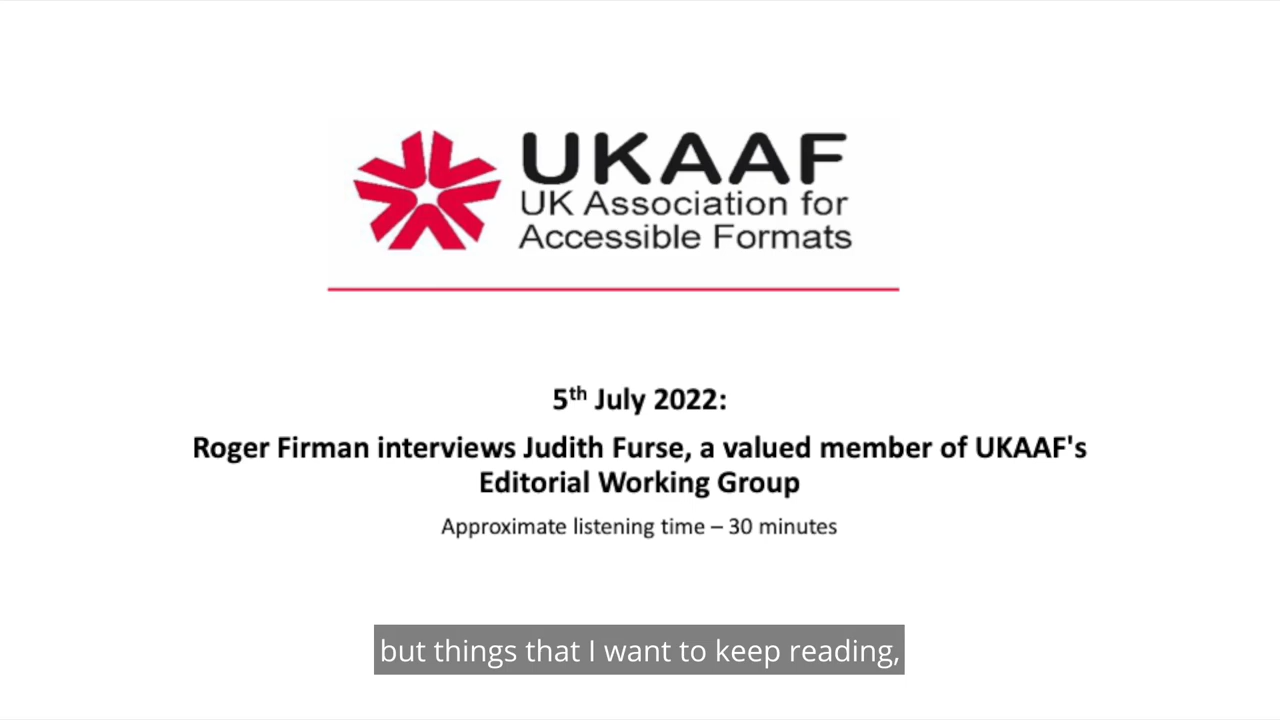 UKAAF
UK Association for
Accessible Formats
5th July 2022:
Roger Firman interviews Judith Furse, a valued member of UKAAF's
Editorial Working Group
Approximate listening time – 30 minutes
but things that I want to keep reading,